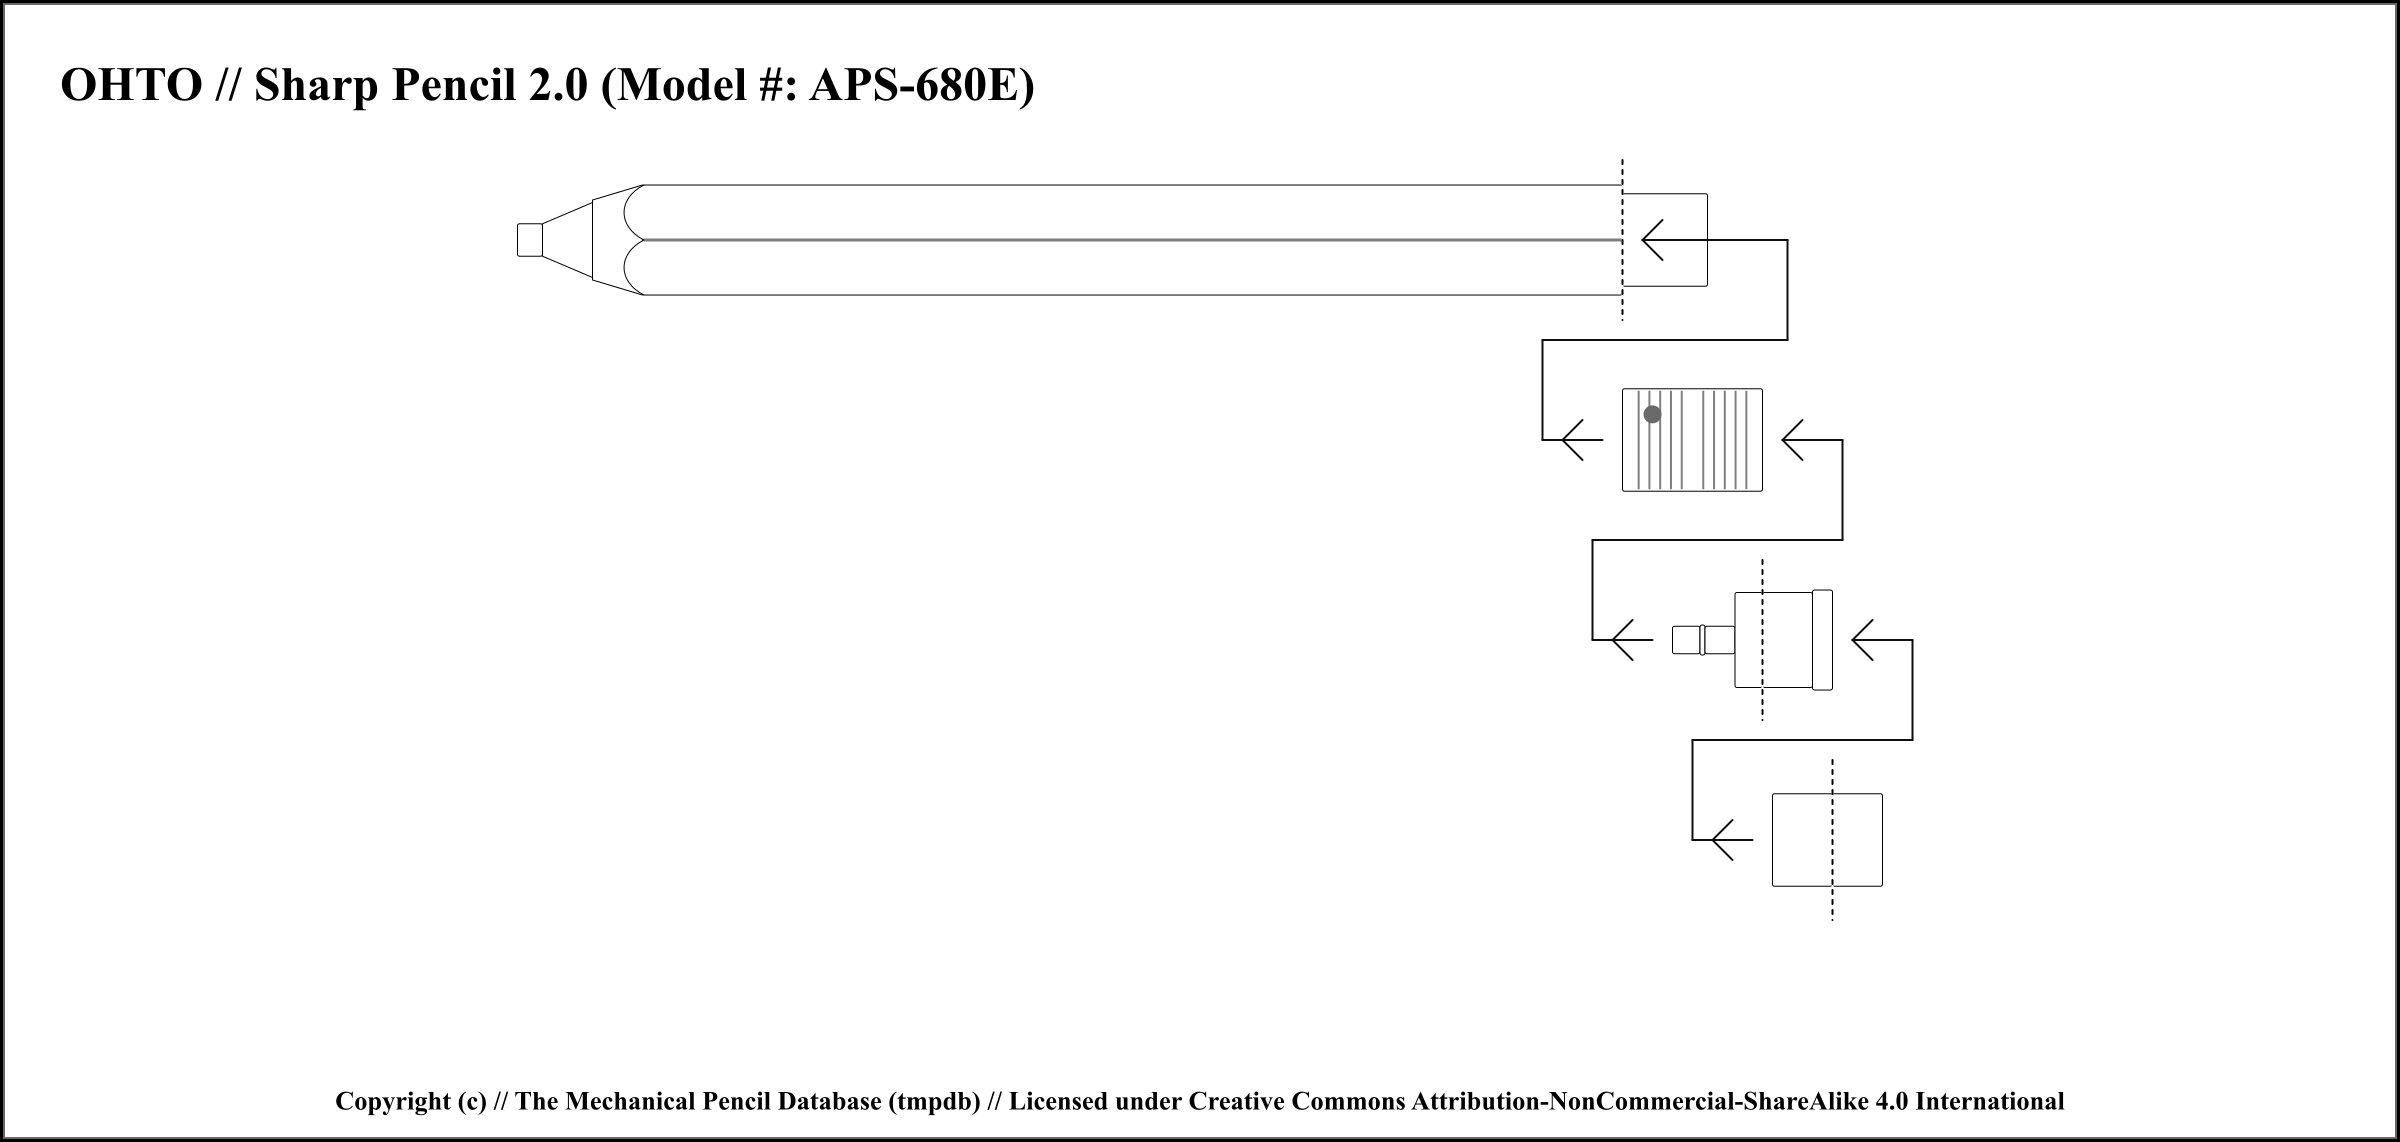 OHTO // Sharp Pencil 2.0 (Model #: APS-680E)
Copyright (c) // The Mechanical Pencil Database (tmpdb) // Licensed under Creative Commons Attribution-NonCommercial-ShareAlike 4.0 International